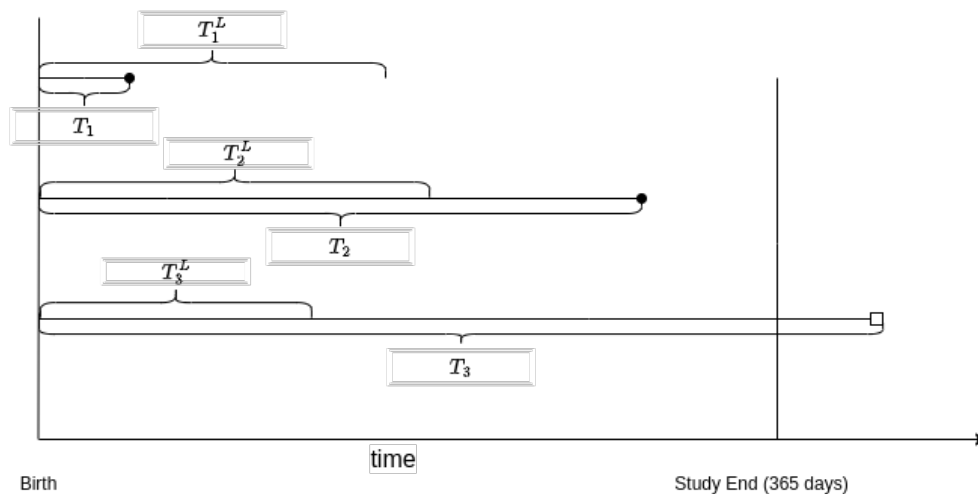 T_1^L
T_1
T_2^L
T_2
T_3^L
T_3
time
Birth
Study End (365 days)